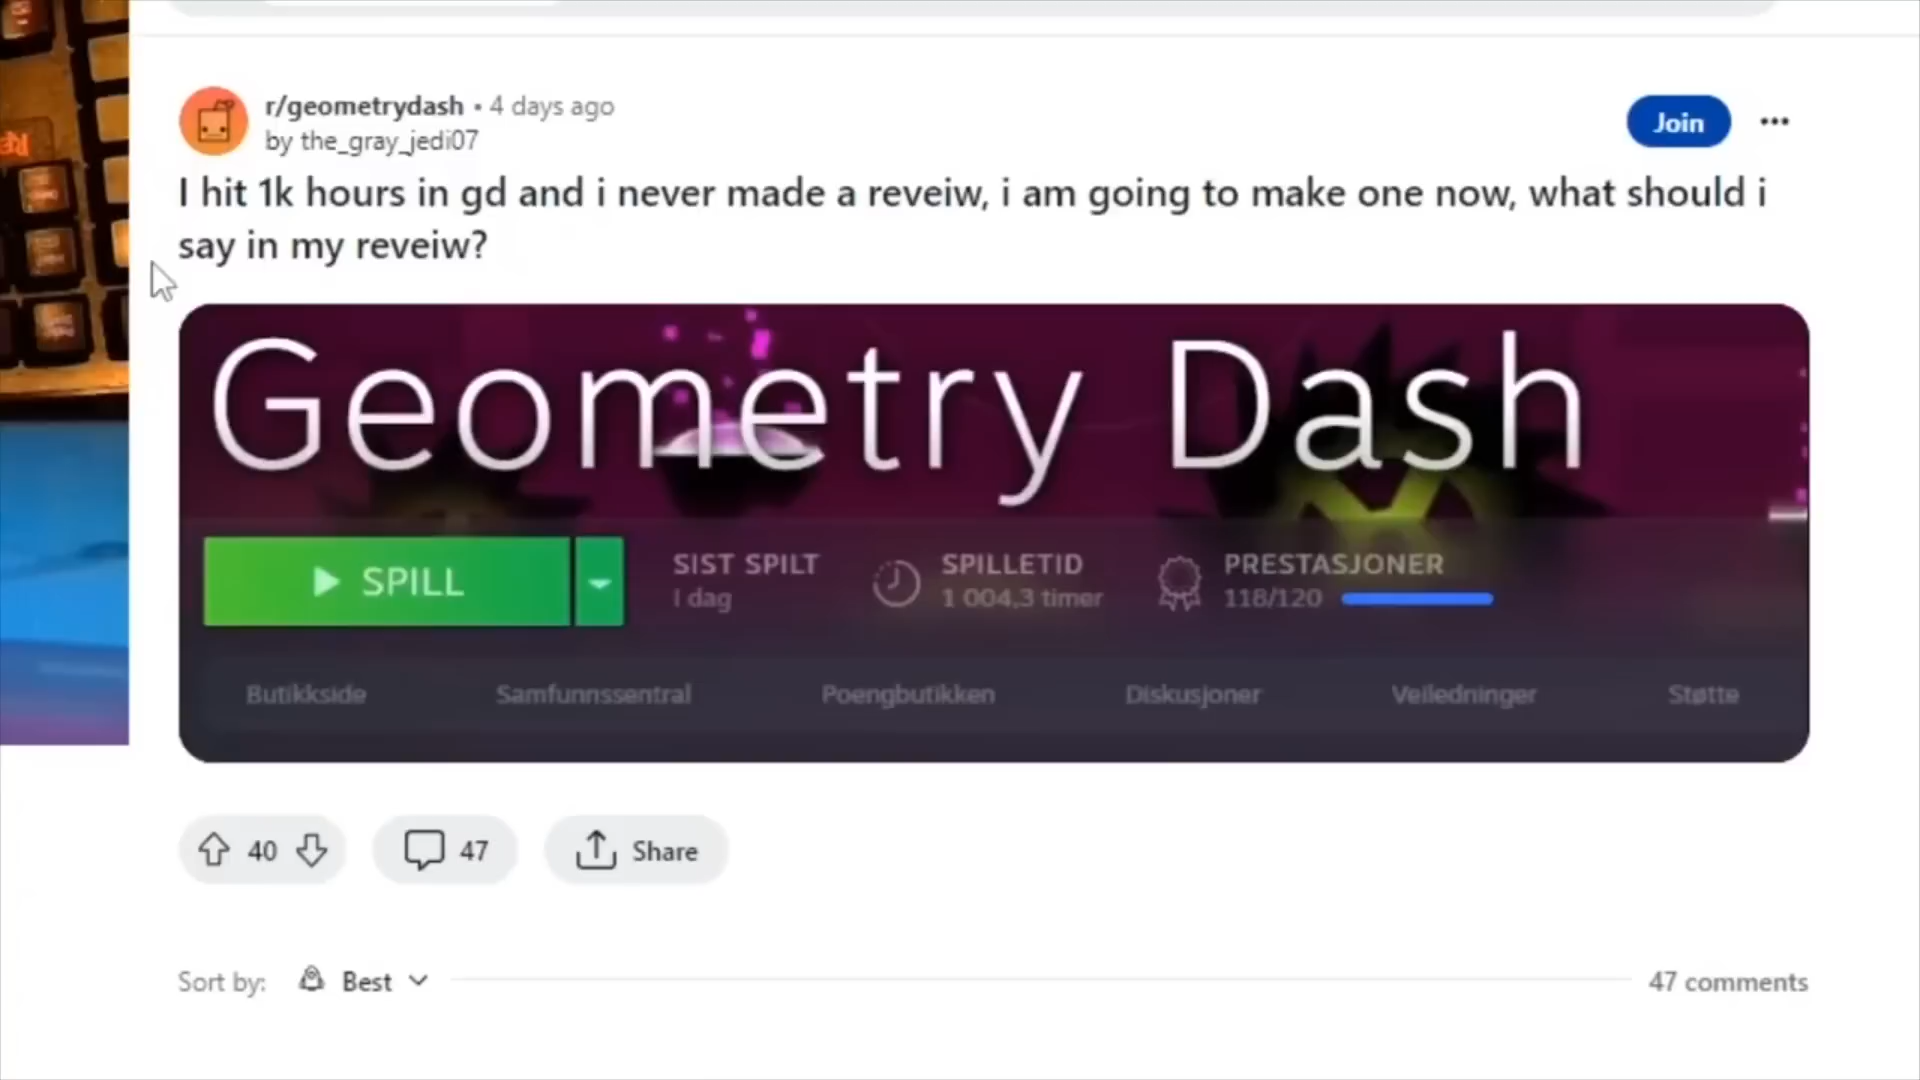 r/geometrydash • 4 days ago
by the_gray_jedi07
Join
I hit 1k hours in gd and i never made a reveiw, i am going to make one now, what should i
say in my reveiw?
Geometry Dash
SPILL
SIST SPILT
I dag
SPILLETID
1 004,3 timer
PRESTASJONER
118/120
Butikkside
Samfunnssentral
Poengbutikken
Diskusjoner
Veiledninger
Støtte
40
47
Share
Sort by:
Best
47 comments